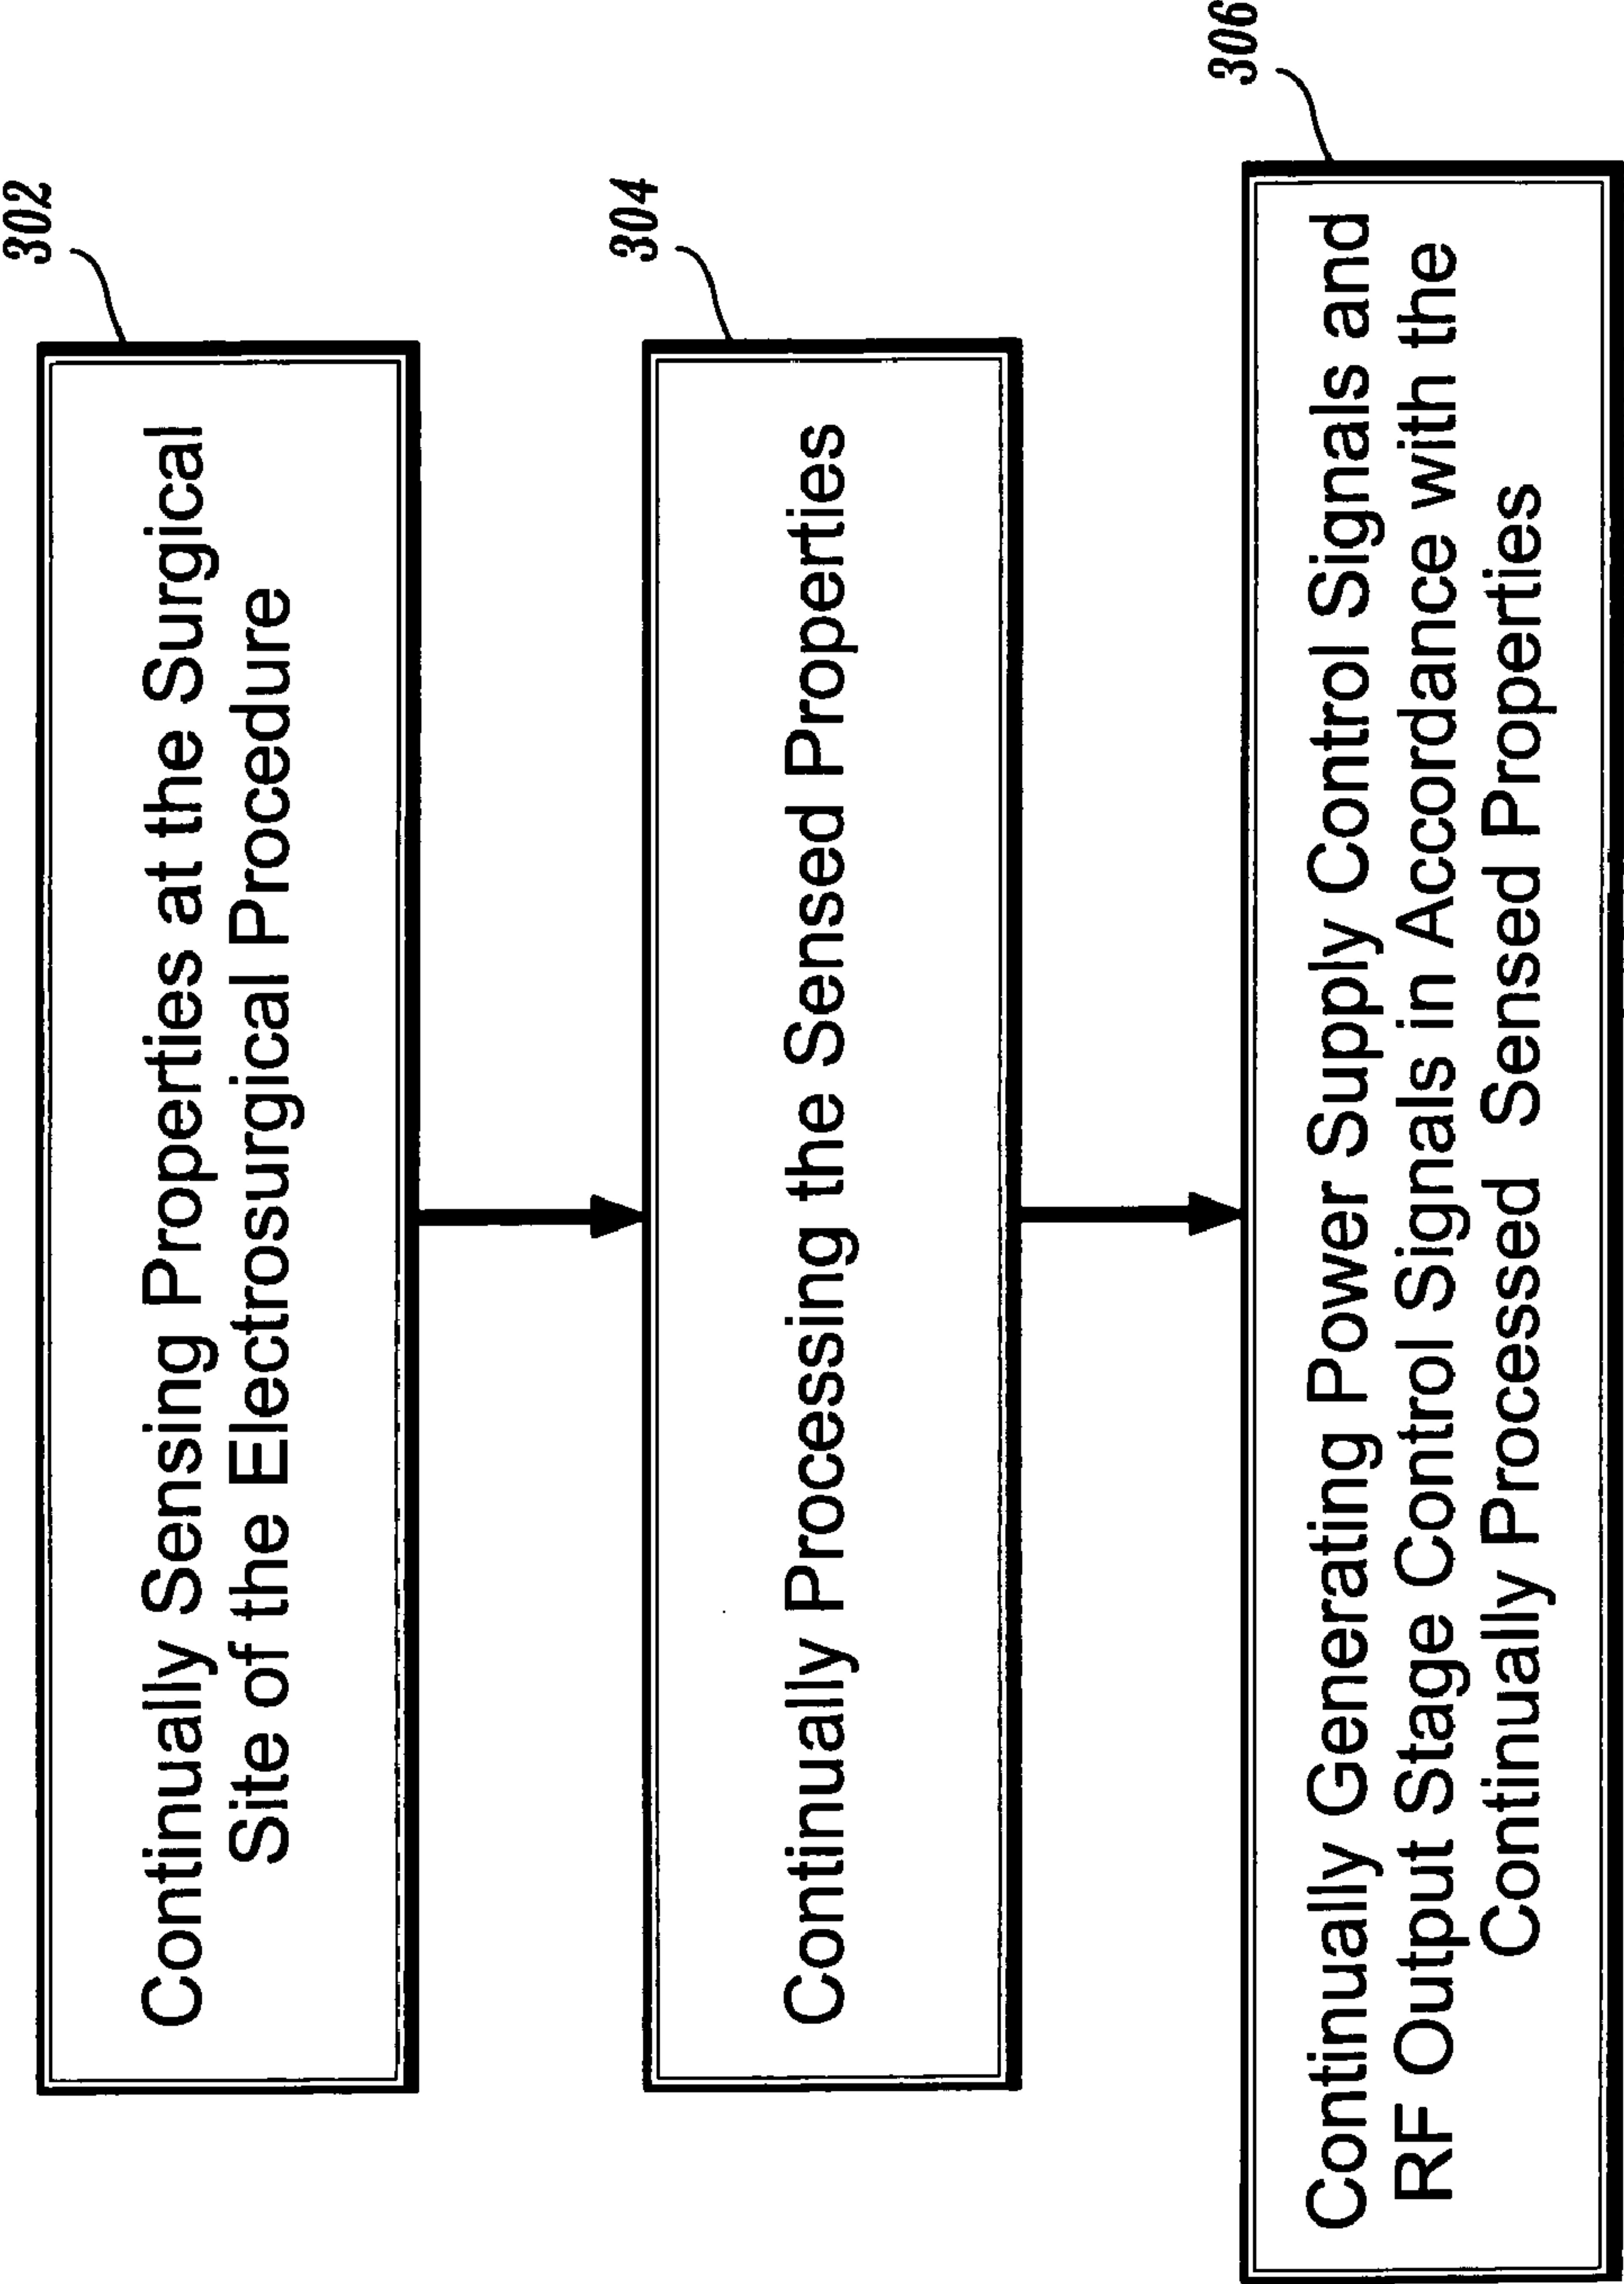 302
Continually Sensing Properties at the Surgical
Site of the Electrosurgical Procedure
304
Continually Processing the Sensed Properties
306
Continually Generating Power Supply Control Signals and
RF Output Stage Control Signals in Accordance with the
Continually Processed Sensed Properties